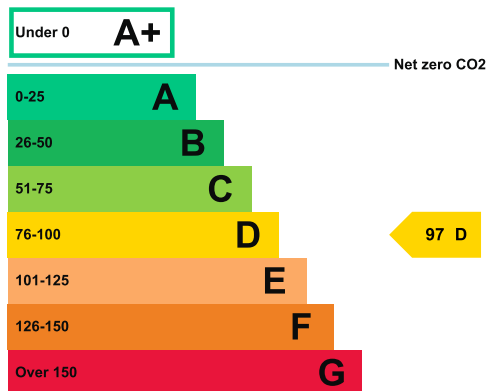 Under 0 A+
Net zero CO2
0-25 A
26-50 B
51-75 C
76-100 D
97 D
101-125 E
126-150 F
Over 150 G